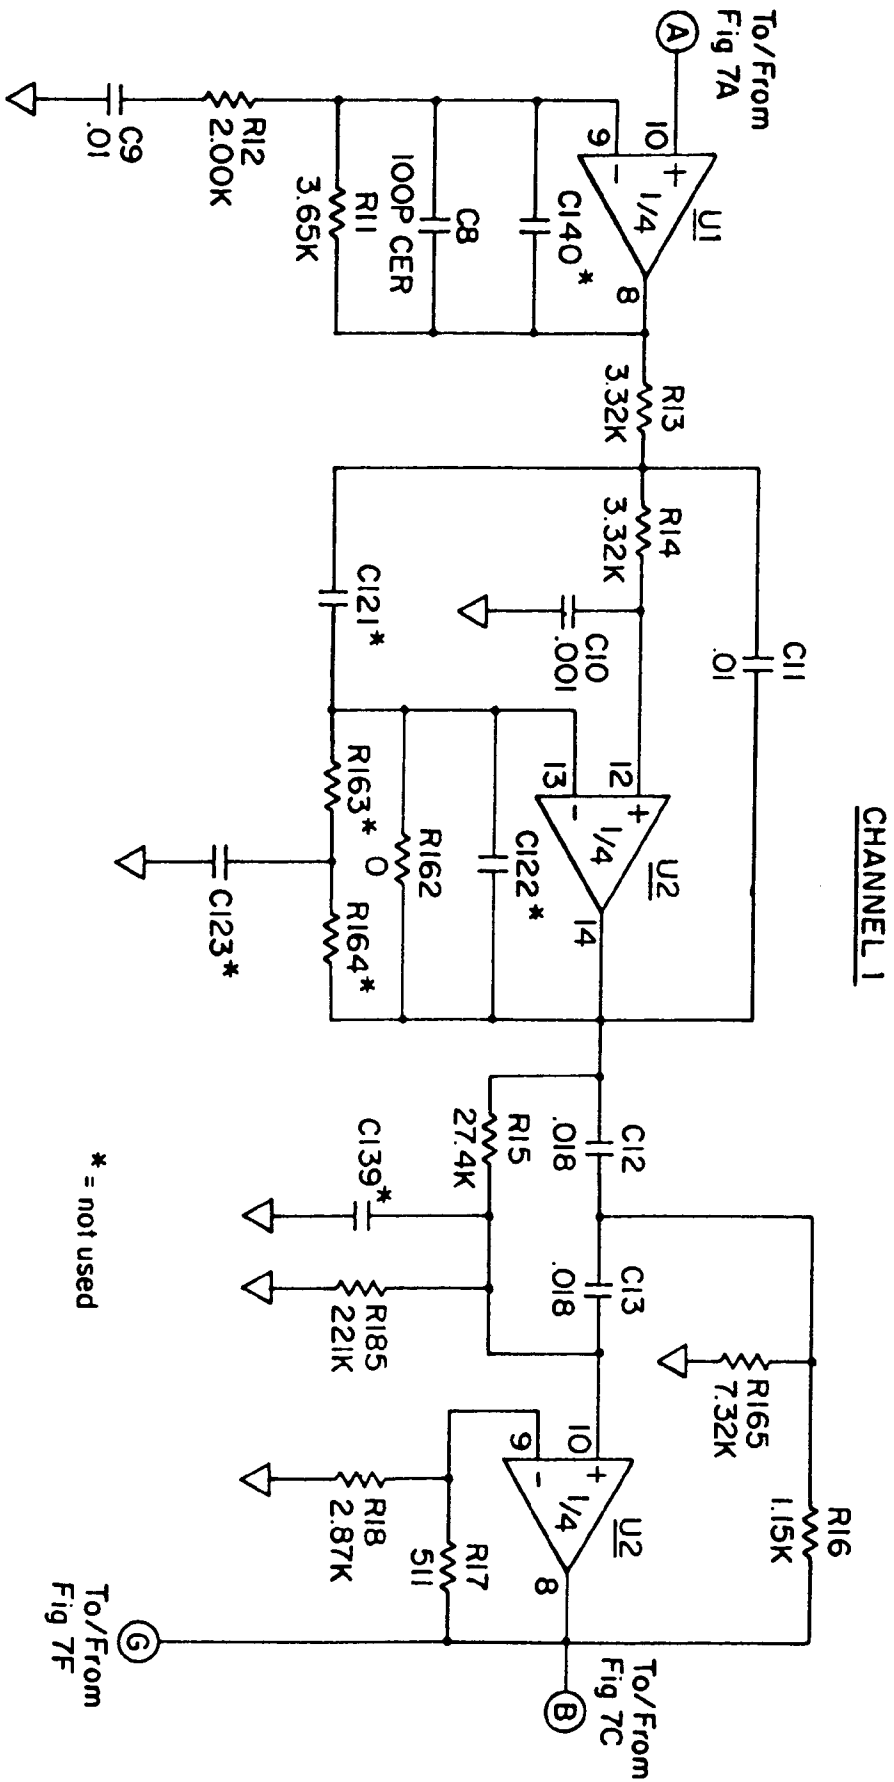 CHANNEL 1
To/From
Fig 7A
A
10
9
+
−
1/4
U1
8
C140*
C8
100P CER
R11
3.65K
R12
2.00K
C9
.01
R13
3.32K
R14
3.32K
C11
.01
C10
.001
C121*
12
13
+
−
1/4
U2
14
C122*
R162
0
R163*
R164*
C123*
C12
.018
C13
.018
R15
27.4K
C139*
R185
221K
R165
7.32K
R16
1.15K
10
9
+
−
1/4
U2
8
R17
511
R18
2.87K
To/From
Fig 7C
B
G
To/From
Fig 7F
* = not used